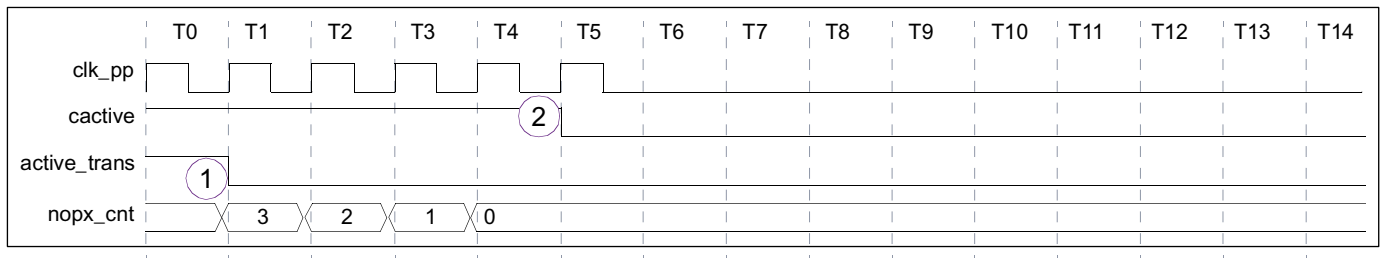 T0 T1 T2 T3 T4 T5 T6 T7 T8 T9 T10 T11 T12 T13 T14
clk_pp
cactive 2
active_trans 1
nopx_cnt 3 2 1 0